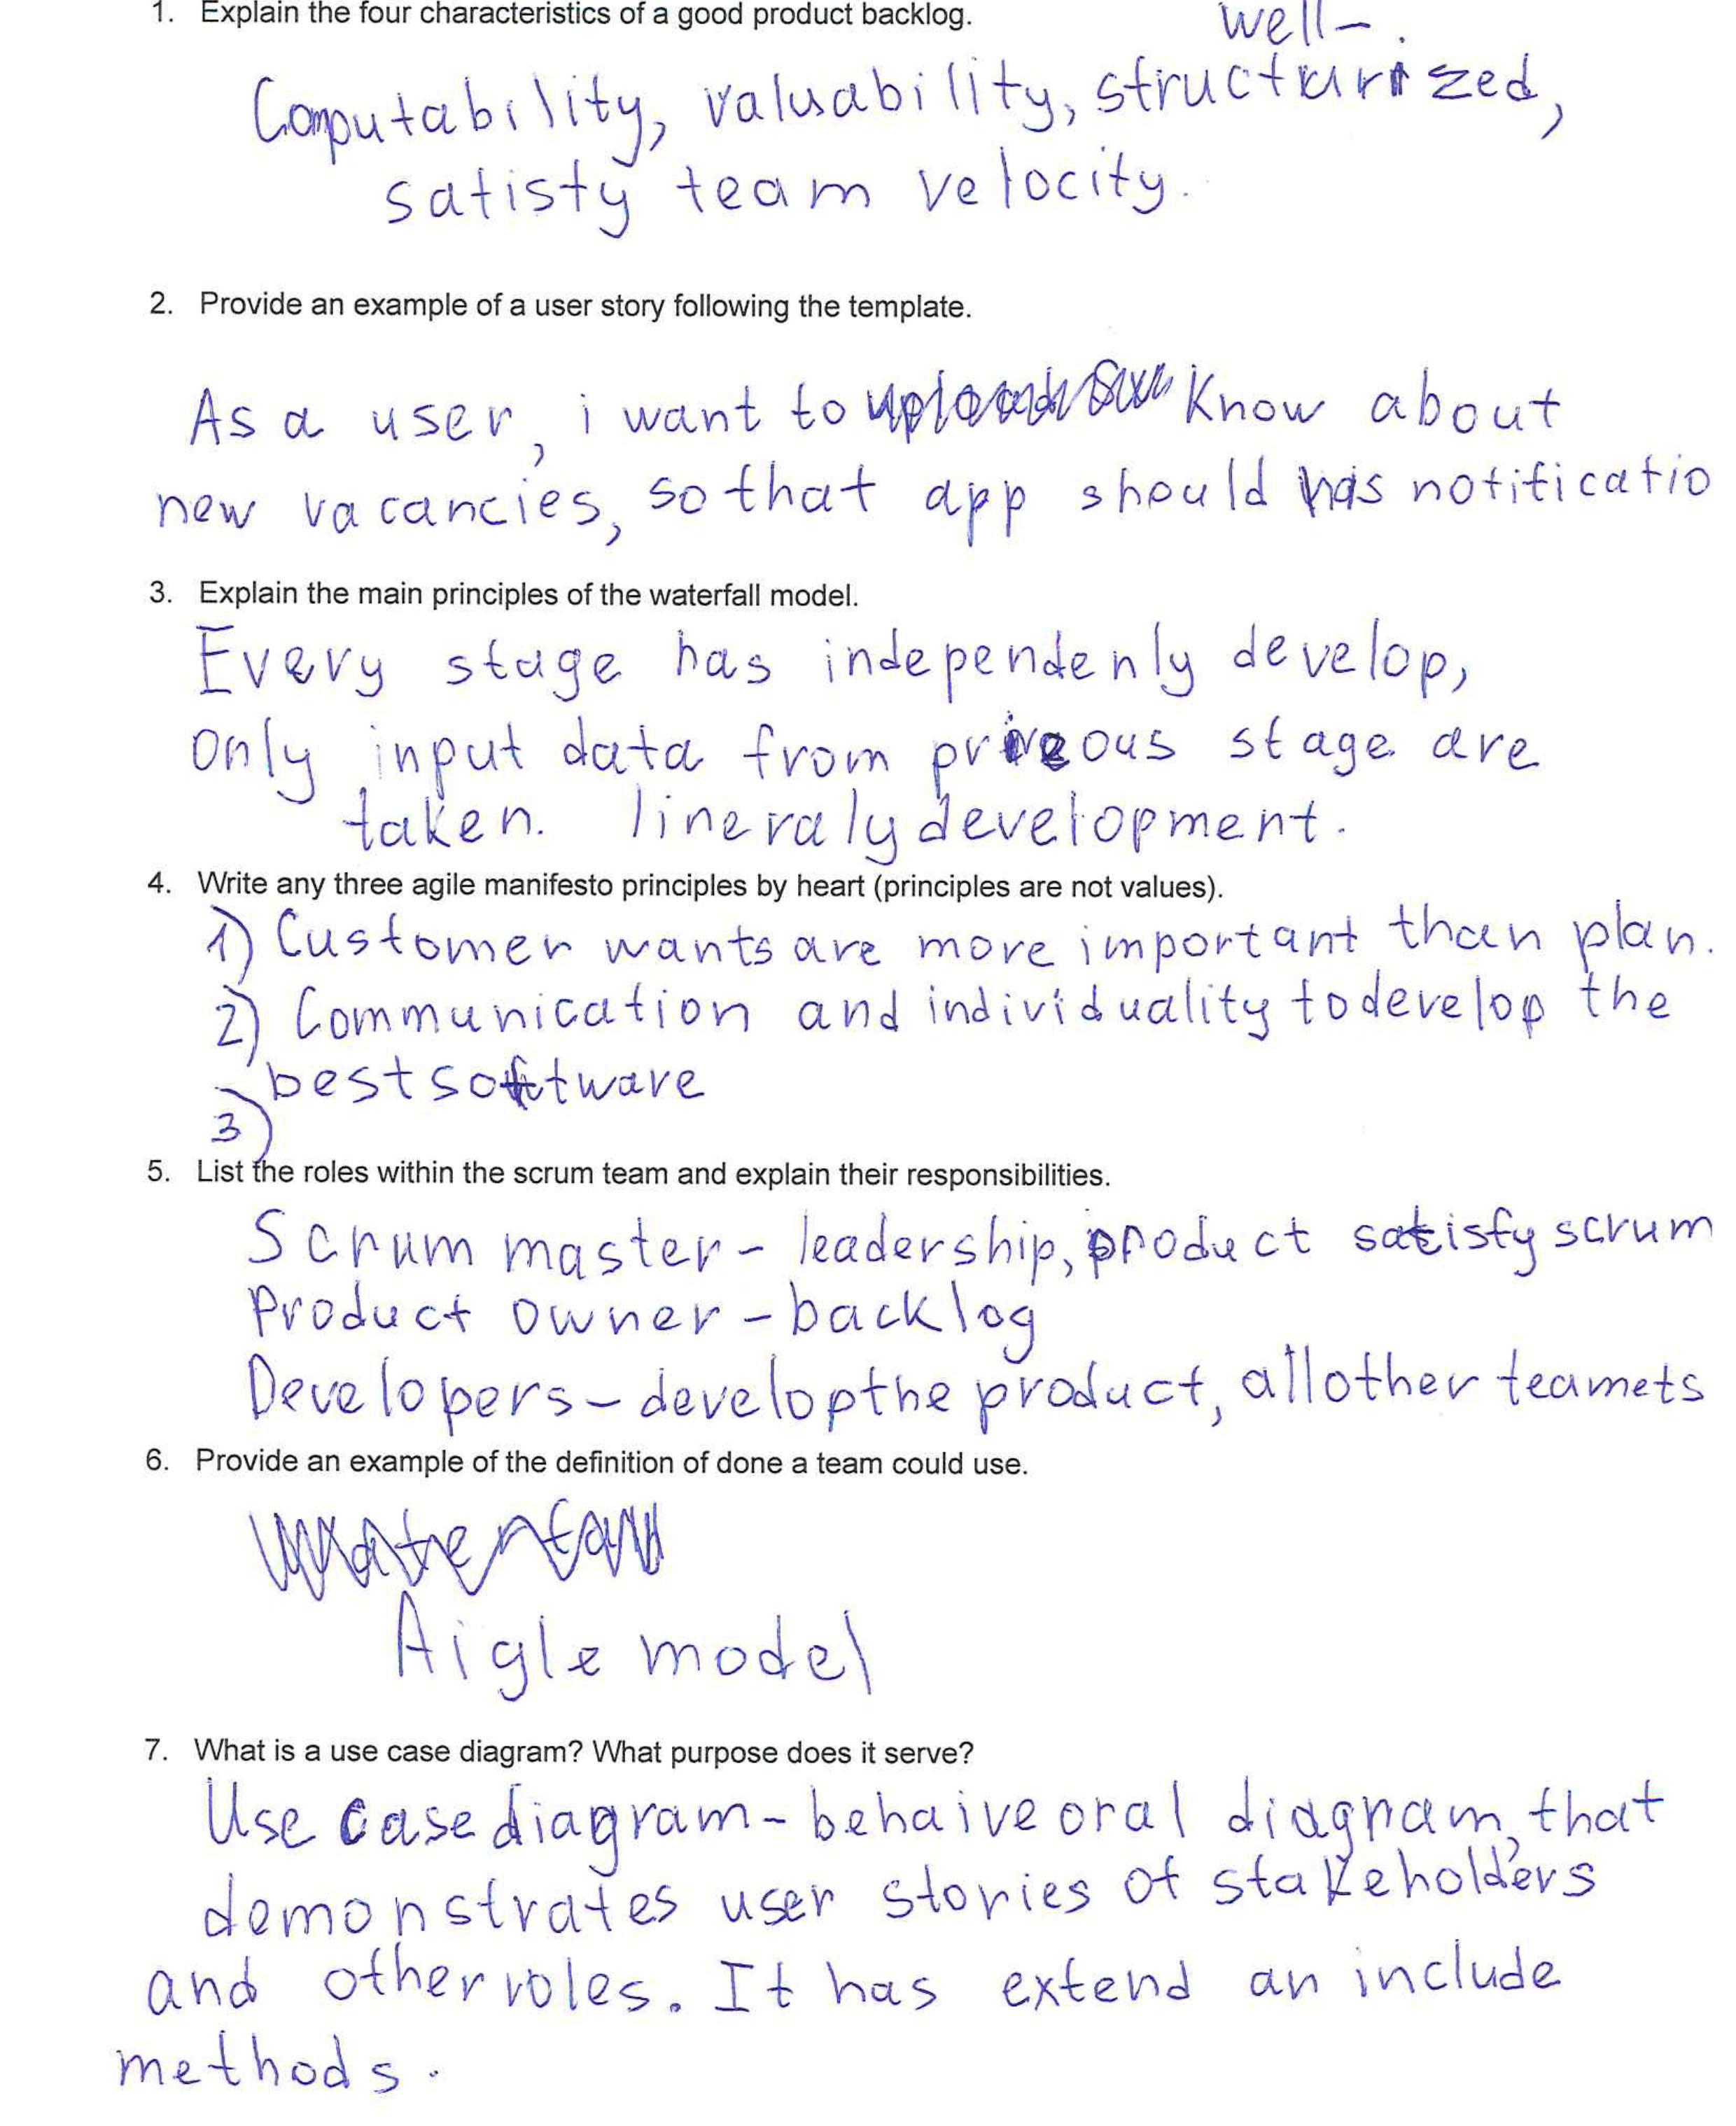 1. Explain the four characteristics of a good product backlog.
well-
Computability, valuability, structurized,
satisfy team velocity.
2. Provide an example of a user story following the template.
As a user, i want to know about
new vacancies, so that app should has notificatio
3. Explain the main principles of the waterfall model.
Every stage has independenly develop,
only input data from priveous stage are
taken. lineraly development.
4. Write any three agile manifesto principles by heart (principles are not values).
1) Customer wants are more important than plan.
2) Communication and individuality to develop the
best software
3)
5. List the roles within the scrum team and explain their responsibilities.
Scrum master - leadership, product satisfy scrum
Product owner - backlog
Developers - develop the product, all other teamets
6. Provide an example of the definition of done a team could use.
Aigle model
7. What is a use case diagram? What purpose does it serve?
Use case diagram - behaiveoral diagram, that
demonstrates user stories of stakeholders
and other roles. It has extend an include
methods.